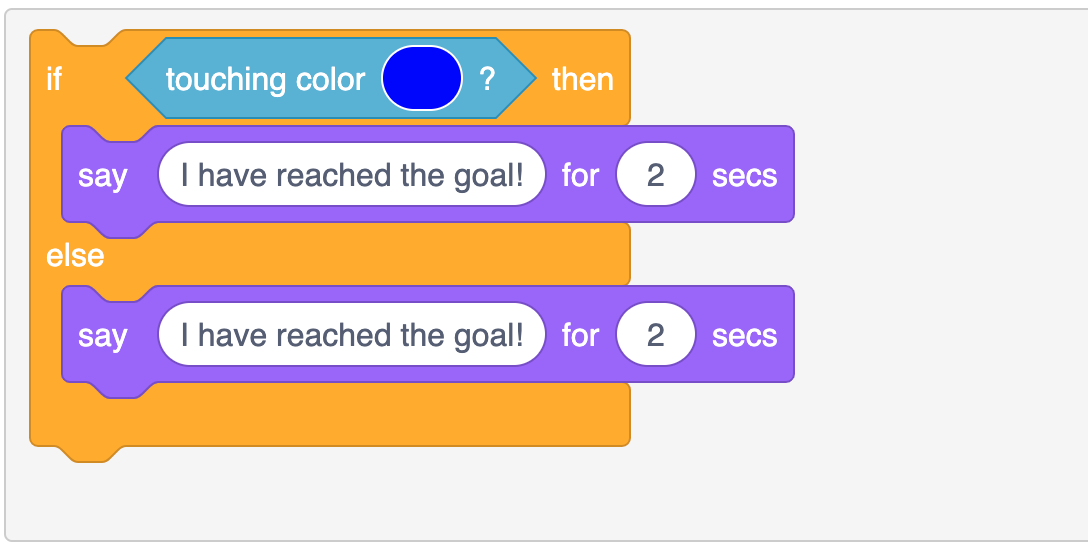 if touching color ? then
say I have reached the goal! for 2 secs
else
say I have reached the goal! for 2 secs